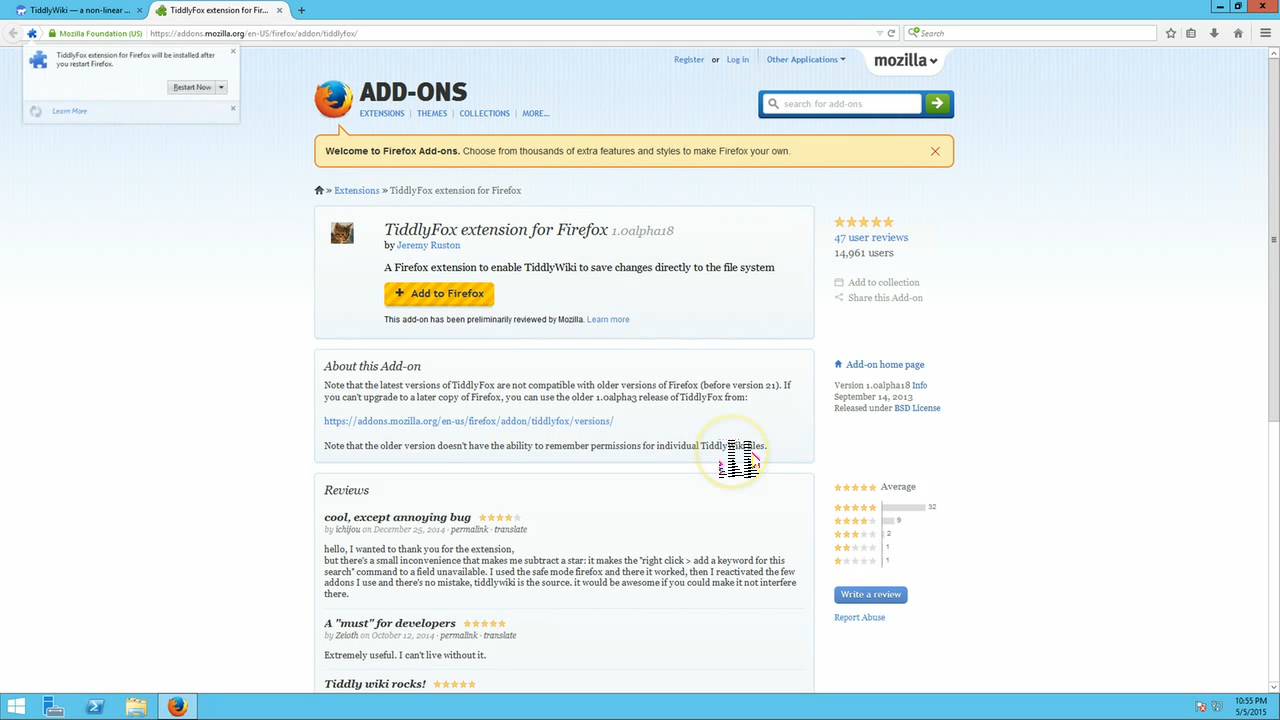 TiddlyWiki — a non-linear ...
TiddlyFox extension for Fir...
Mozilla Foundation (US)
https://addons.mozilla.org/en-US/firefox/addon/tiddlyfox/
Search
TiddlyFox extension for Firefox will be installed after
you restart Firefox.
Restart Now
Learn More
Register or Log in
Other Applications
mozilla
ADD-ONS
EXTENSIONS
THEMES
COLLECTIONS
MORE...
search for add-ons
Welcome to Firefox Add-ons. Choose from thousands of extra features and styles to make Firefox your own.
» Extensions » TiddlyFox extension for Firefox
TiddlyFox extension for Firefox 1.0alpha18
by Jeremy Ruston
A Firefox extension to enable TiddlyWiki to save changes directly to the file system
+ Add to Firefox
This add-on has been preliminarily reviewed by Mozilla. Learn more
47 user reviews
14,961 users
Add to collection
Share this Add-on
About this Add-on
Note that the latest versions of TiddlyFox are not compatible with older versions of Firefox (before version 21). If
you can't upgrade to a later copy of Firefox, you can use the older 1.0alpha3 release of TiddlyFox from:
https://addons.mozilla.org/en-us/firefox/addon/tiddlyfox/versions/
Note that the older version doesn't have the ability to remember permissions for individual
Add-on home page
Version 1.0alpha18 Info
September 14, 2013
Released under BSD License
Reviews
cool, except annoying bug
by ichijou on December 25, 2014 · permalink · translate
hello, I wanted to thank you for the extension,
but there's a small inconvenience that makes me subtract a star: it makes the "right click > add a keyword for this
search" command to a field unavailable. I used the safe mode firefox and there it worked, then I reactivated the few
addons I use and there's no mistake, tiddlywiki is the source. it would be awesome if you could make it not interfere
there.
A "must" for developers
by Zeloth on October 12, 2014 · permalink · translate
Extremely useful. I can't live without it.
Tiddly wiki rocks!
Average
32
9
2
1
1
Write a review
Report Abuse
10:55 PM
5/5/2015